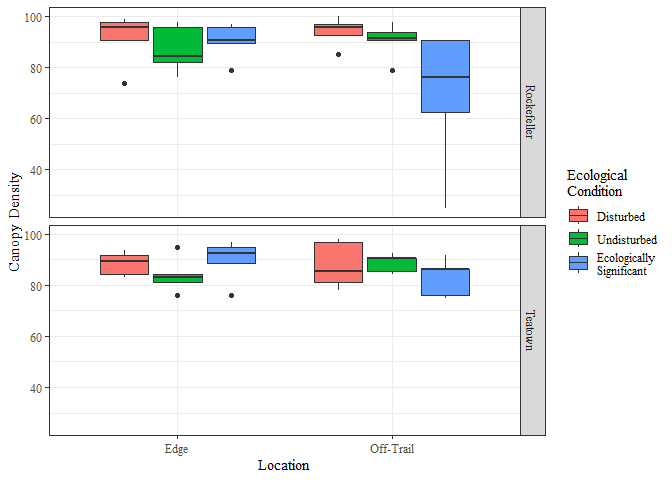 100
80
60
40
Rockefeller
100
80
60
40
Teatown
Canopy Density
Edge
Off-Trail
Location
Ecological
Condition
Disturbed
Undisturbed
Ecologically
Significant